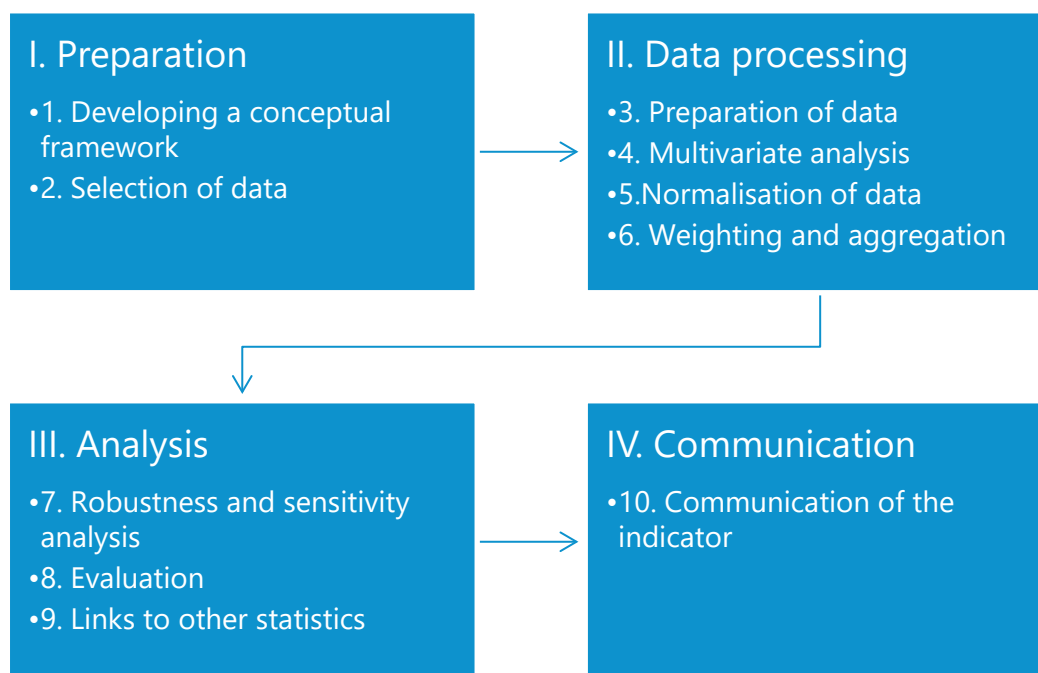 I. Preparation
•1. Developing a conceptual
framework
•2. Selection of data
II. Data processing
•3. Preparation of data
•4. Multivariate analysis
•5.Normalisation of data
•6. Weighting and aggregation
III. Analysis
•7. Robustness and sensitivity
analysis
•8. Evaluation
•9. Links to other statistics
IV. Communication
•10. Communication of the
indicator